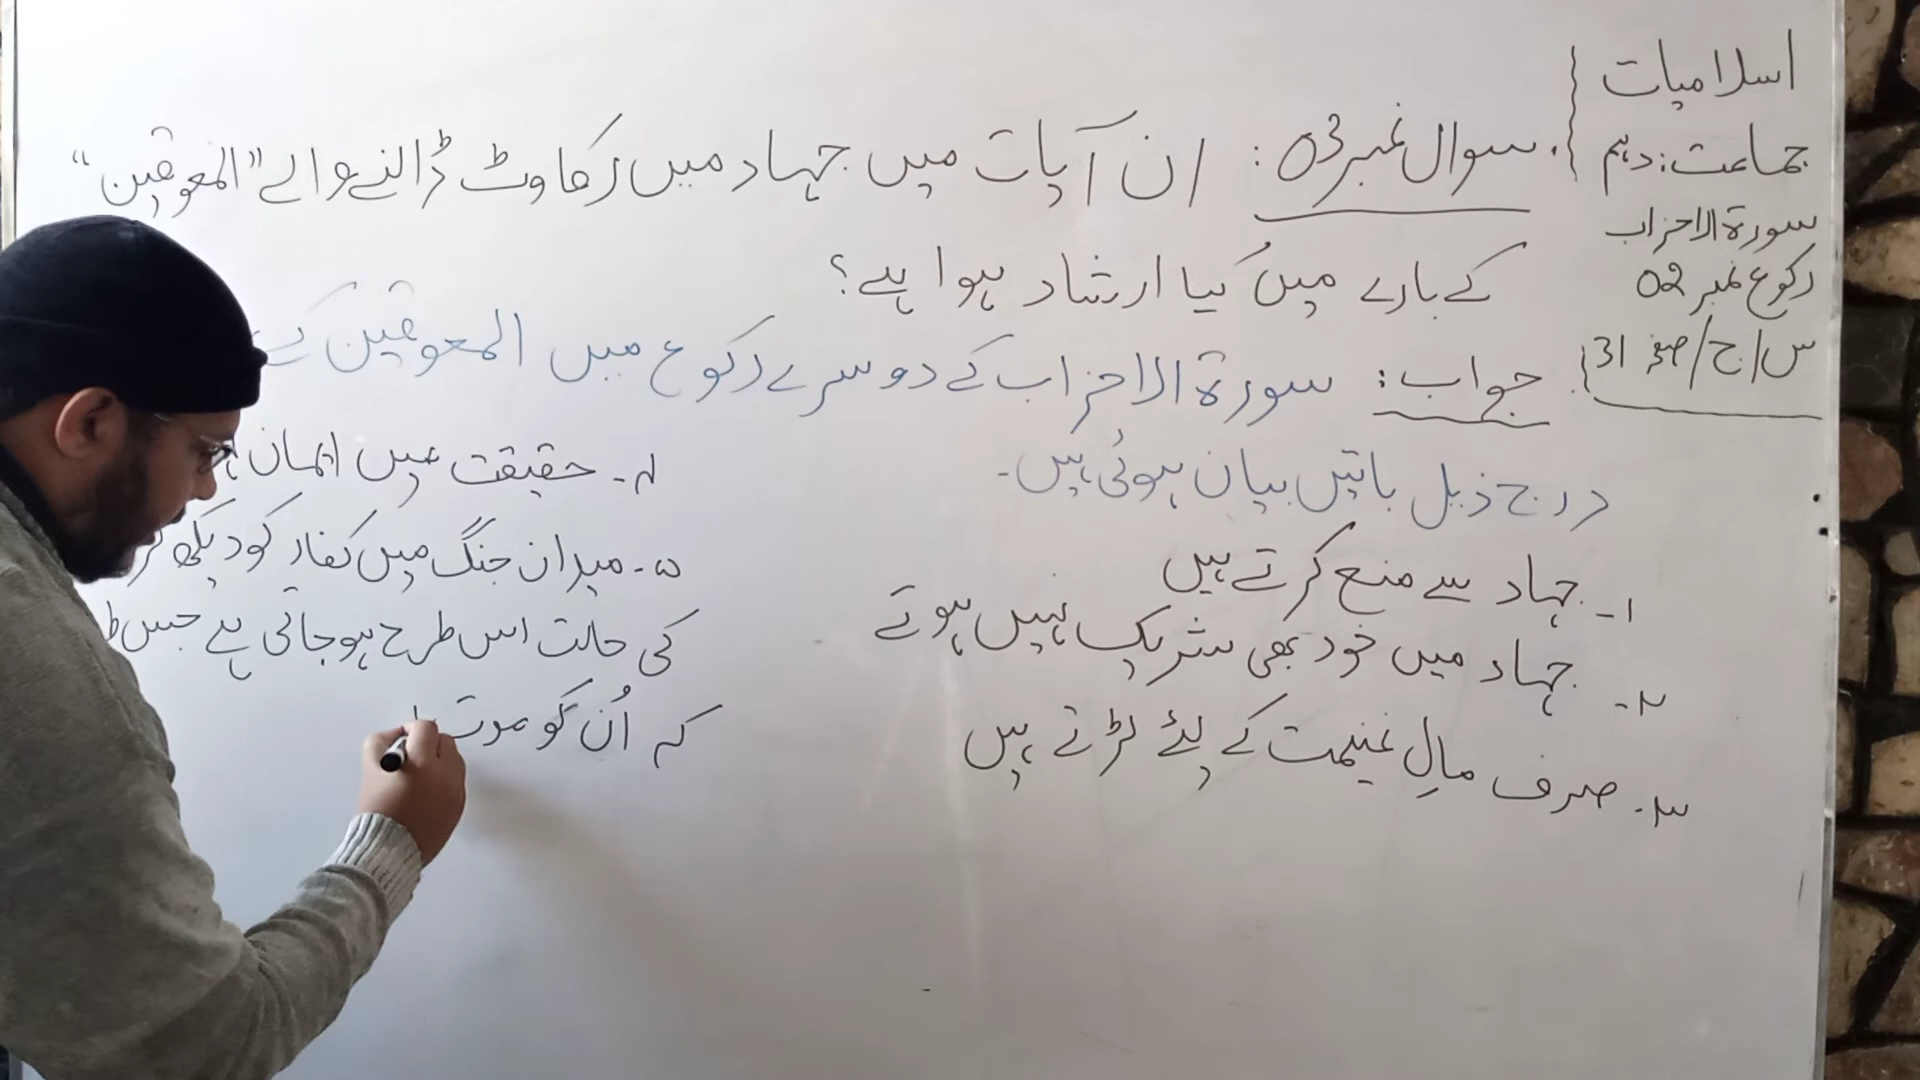 اسلامیات
جماعت: دہم
سورۃ الاحزاب
رکوع نمبر 02
س/ج/صفحہ 31
سوال نمبر 03: ان آیات میں جہاد میں رکاوٹ ڈالنے والے "المعوقین"
کے بارے میں کیا ارشاد ہوا ہے؟
جواب: سورۃ الاحزاب کے دوسرے رکوع میں المعوقین کے
درج ذیل باتیں بیان ہوئی ہیں۔
۱۔ جہاد سے منع کرتے ہیں
۲۔ جہاد میں خود بھی شریک نہیں ہوتے
۳۔ صرف مالِ غنیمت کے لئے لڑتے ہیں
۴۔ حقیقت میں ایمان
۵۔ میدان جنگ میں کفار کو دیکھ کر
کی حالت اس طرح ہو جاتی ہے جس
کہ اُن کو موت